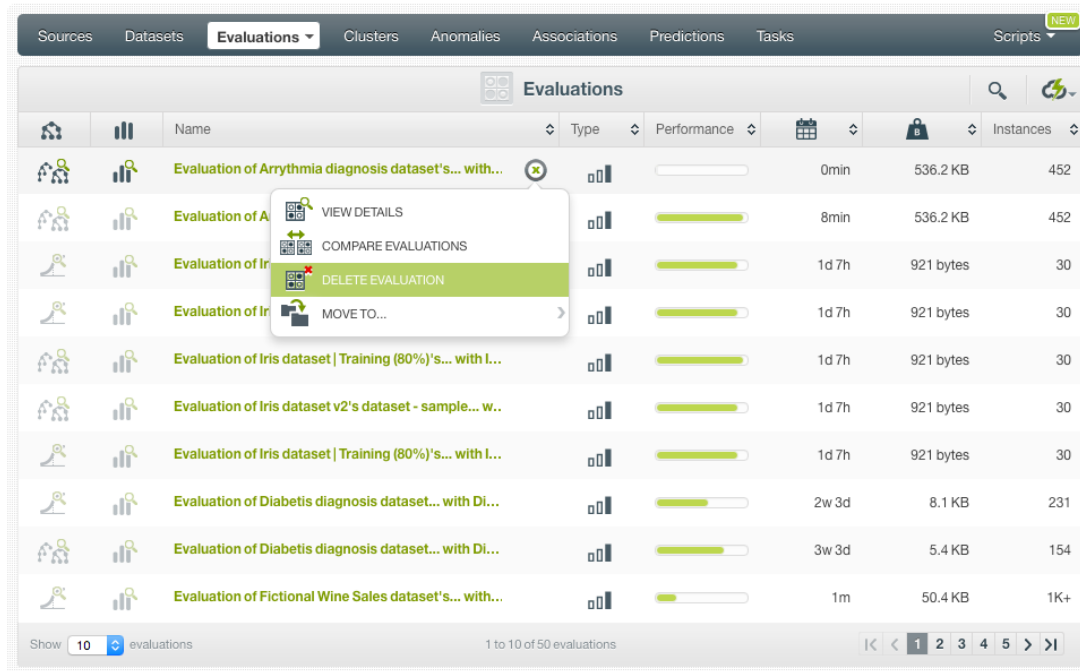 NEW
Sources Datasets Evaluations Clusters Anomalies Associations Predictions Tasks Scripts
Evaluations
Name Type Performance B Instances
Evaluation of Arrythmia diagnosis dataset's... with... 0min 536.2 KB 452
VIEW DETAILS
Evaluation of A 8min 536.2 KB 452
COMPARE EVALUATIONS
Evaluation of Ir 1d 7h 921 bytes 30
DELETE EVALUATION
Evaluation of Ir 1d 7h 921 bytes 30
MOVE TO...
Evaluation of Iris dataset | Training (80%)'s... with I... 1d 7h 921 bytes 30
Evaluation of Iris dataset v2's dataset - sample... w.. 1d 7h 921 bytes 30
Evaluation of Iris dataset | Training (80%)'s... with I... 1d 7h 921 bytes 30
Evaluation of Diabetis diagnosis dataset... with Di... 2w 3d 8.1 KB 231
Evaluation of Diabetis diagnosis dataset... with Di... 3w 3d 5.4 KB 154
Evaluation of Fictional Wine Sales dataset's... with... 1m 50.4 KB 1K+
Show 10 evaluations 1 to 10 of 50 evaluations 1 2 3 4 5